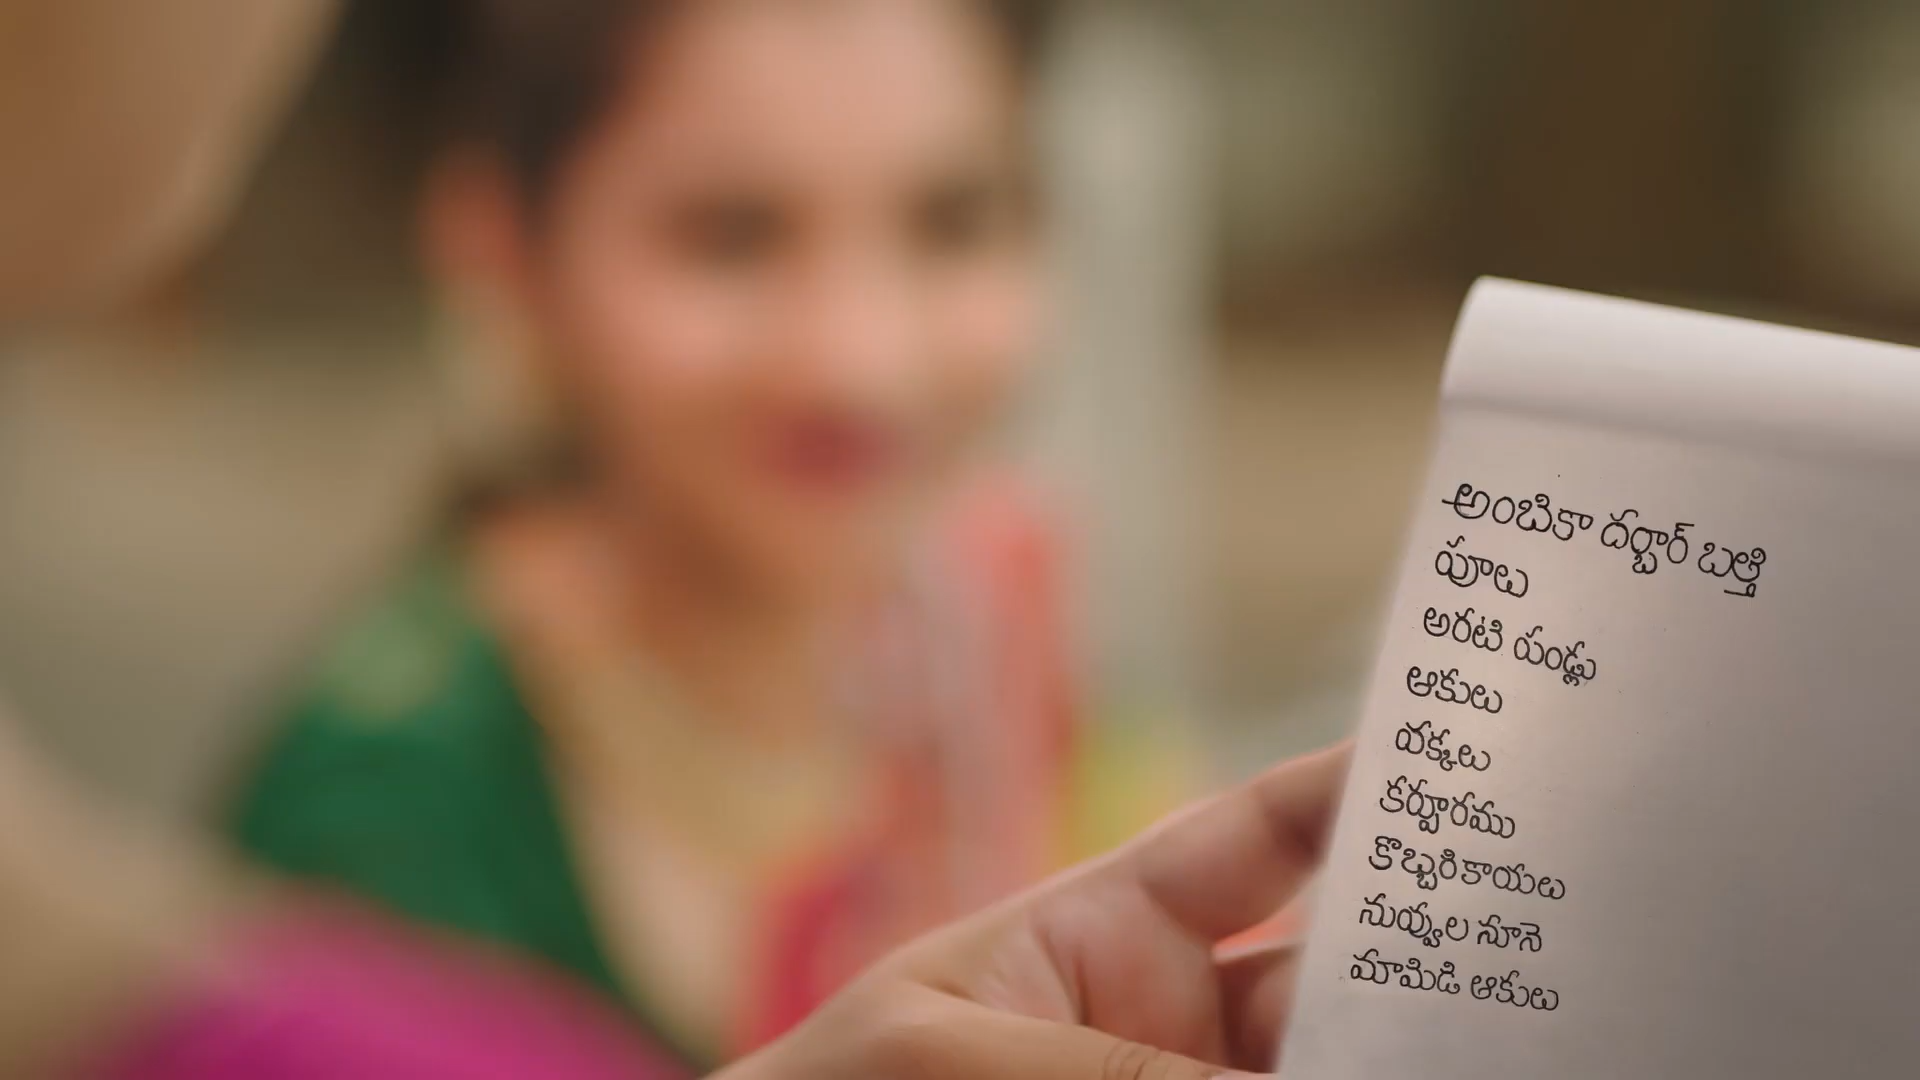 అంబికా దర్బార్ బత్తి
పూలు
అరటి పండ్లు
ఆకులు
వక్కలు
కర్పూరము
కొబ్బరికాయలు
నువ్వుల నూనె
మామిడి ఆకులు